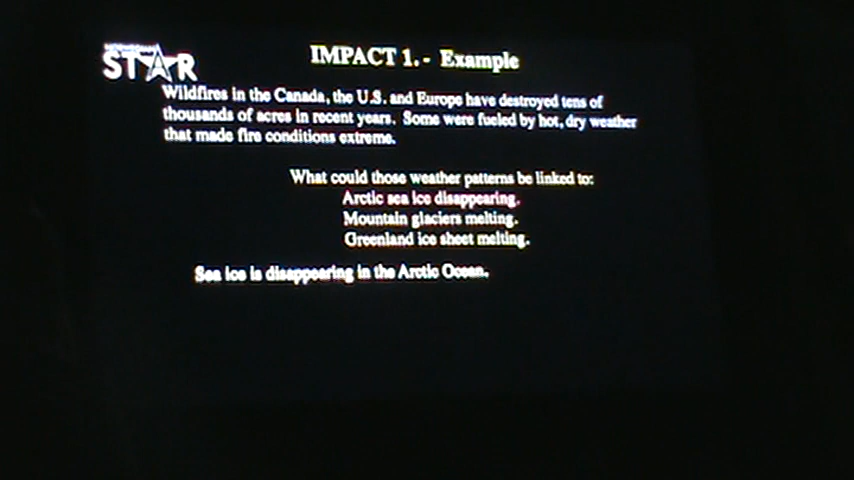 STAR
IMPACT 1.- Example
Wildfires in the Canada, the U.S. and Europe have destroyed tens of
thousands of acres in recent years. Some were fueled by hot, dry weather
that made fire conditions extreme.
What could those weather patterns be linked to:
Arctic sea ice disappearing.
Mountain glaciers melting.
Greenland ice sheet melting.
Sea ice is disappearing in the Arctic Ocean.